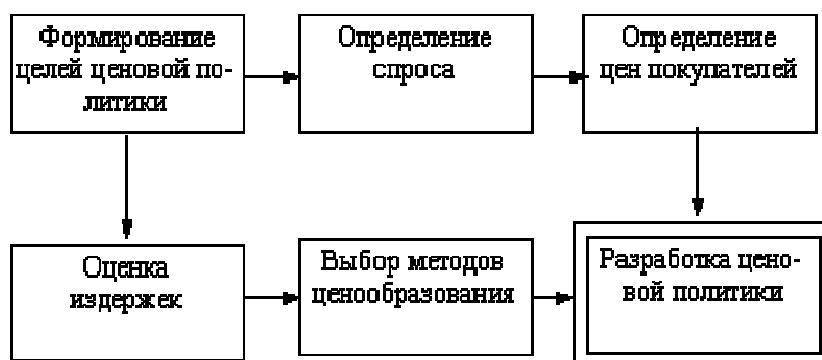 Формирование
целей ценовой по-
литики
Определение
спроса
Определение
цен покупателей
Оценка
издержек
Выбор методов
ценообразования
Разработка цено-
вой политики